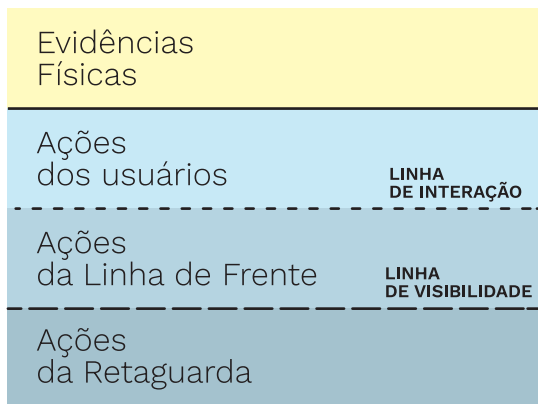 Evidências
Físicas
Ações
dos usuários
LINHA
DE INTERAÇÃO
Ações
da Linha de Frente
LINHA
DE VISIBILIDADE
Ações
da Retaguarda